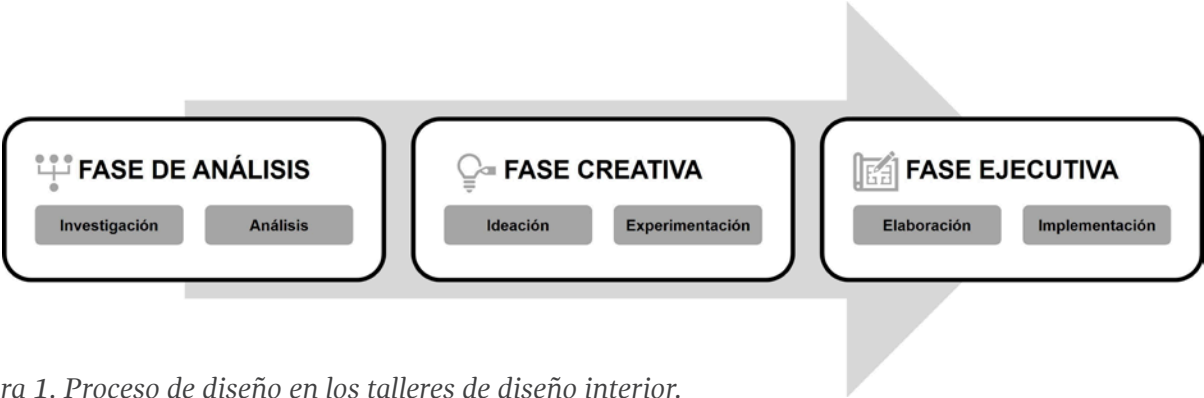 FASE DE ANÁLISIS
Investigación
Análisis
FASE CREATIVA
Ideación
Experimentación
FASE EJECUTIVA
Elaboración
Implementación
ra 1. Proceso de diseño en los talleres de diseño interior.